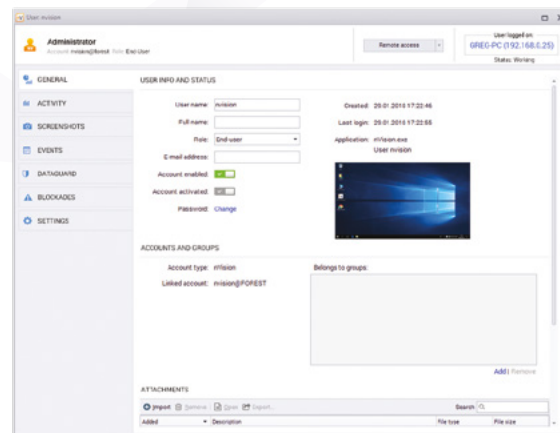 User nvision
Administrator
Account: nvision@forest Role: End-User
Remote access
User logged on:
GREG-PC (192.168.0.25)
Status: Working
GENERAL
ACTIVITY
SCREENSHOTS
EVENTS
DATAGUARD
BLOCKADES
SETTINGS
USER INFO AND STATUS
User name: nvision
Full name:
Role: End-user
E-mail address:
Account enabled:
Account activated:
Password: Change
Created: 29.01.2018 17:22:46
Last login: 29.01.2018 17:22:55
Application: nVision.exe
User nvision
ACCOUNTS AND GROUPS
Account type: nVision
Linked account: nvision@FOREST
Belongs to groups:
Add | Remove
ATTACHMENTS
Import Remove Open Export...
Search
Added Description File type File size